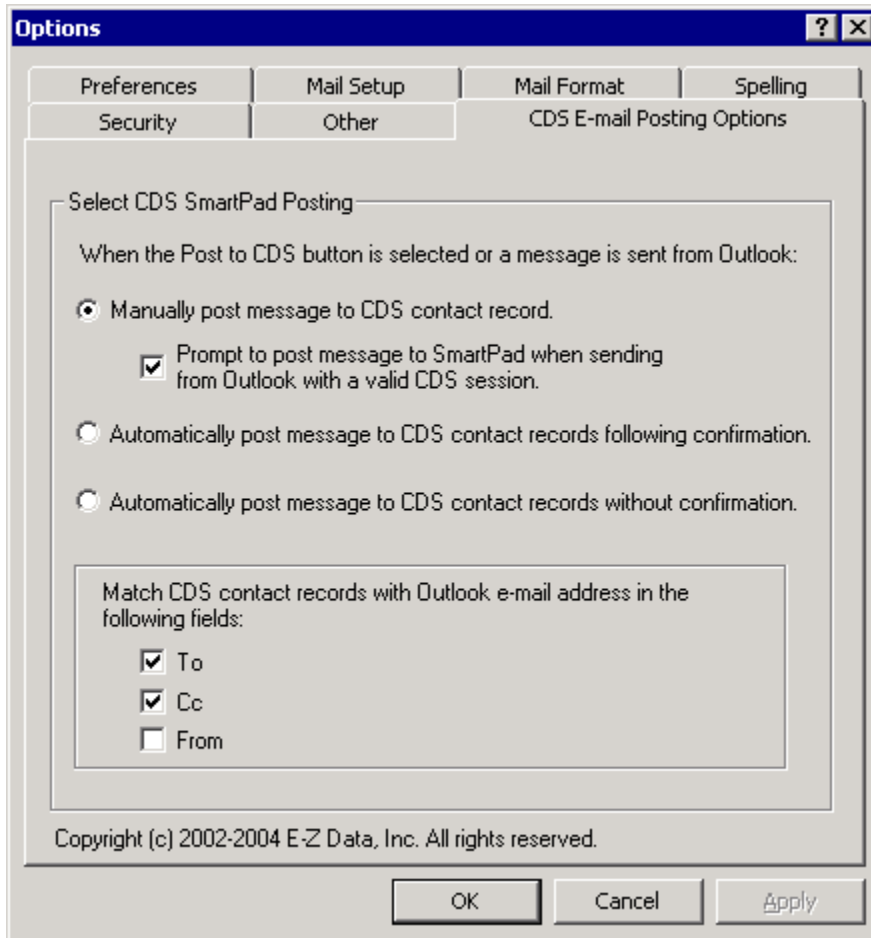 Options
Preferences Mail Setup Mail Format Spelling
Security Other CDS E-mail Posting Options
Select CDS SmartPad Posting
When the Post to CDS button is selected or a message is sent from Outlook:
Manually post message to CDS contact record.
Prompt to post message to SmartPad when sending
from Outlook with a valid CDS session.
Automatically post message to CDS contact records following confirmation.
Automatically post message to CDS contact records without confirmation.
Match CDS contact records with Outlook e-mail address in the
following fields:
To
Cc
From
Copyright (c) 2002-2004 E-Z Data, Inc. All rights reserved.
OK Cancel Apply